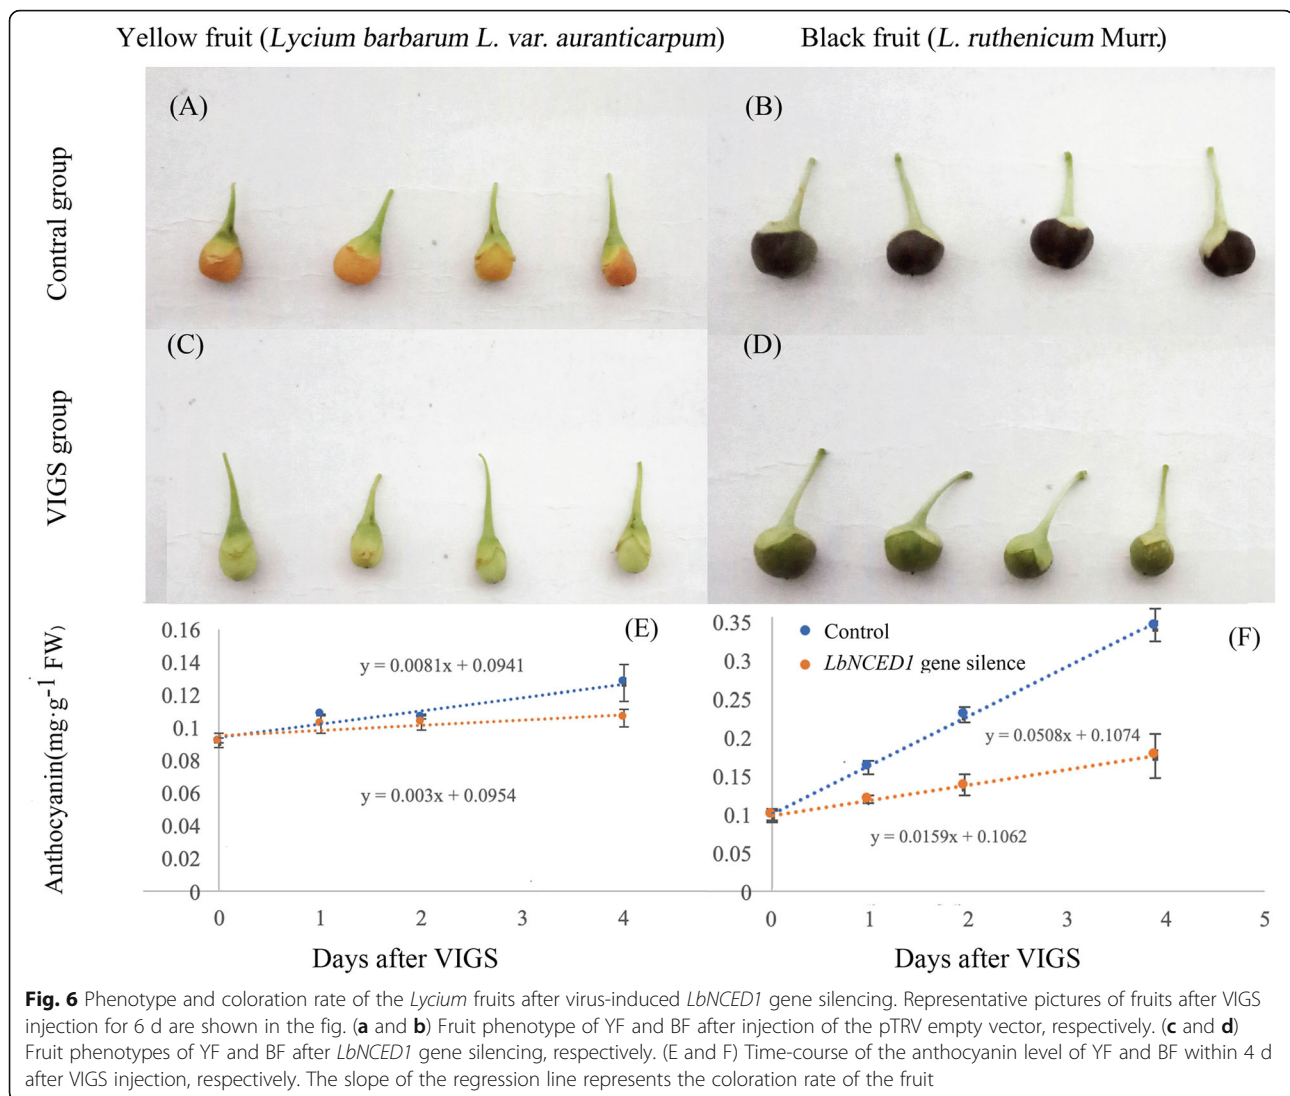 Yellow fruit (Lycium barbarum L. var. auranticarpum)
Black fruit (L. ruthenicum Murr.)
Contral group
(A)
(B)
VIGS group
(C)
(D)
Anthocyanin(mg·g⁻¹ FW)
(E)
0.16
0.14
0.12
0.1
0.08
0.06
0.04
0.02
0
y = 0.0081x + 0.0941
y = 0.003x + 0.0954
0 1 2 3 4
Days after VIGS
(F)
0.35
0.3
0.25
0.2
0.15
0.1
0.05
0
Control
LbNCED1 gene silence
y = 0.0508x + 0.1074
y = 0.0159x + 0.1062
0 1 2 3 4 5
Days after VIGS
Fig. 6 Phenotype and coloration rate of the Lycium fruits after virus-induced LbNCED1 gene silencing. Representative pictures of fruits after VIGS
injection for 6 d are shown in the fig. (a and b) Fruit phenotype of YF and BF after injection of the pTRV empty vector, respectively. (c and d)
Fruit phenotypes of YF and BF after LbNCED1 gene silencing, respectively. (E and F) Time-course of the anthocyanin level of YF and BF within 4 d
after VIGS injection, respectively. The slope of the regression line represents the coloration rate of the fruit